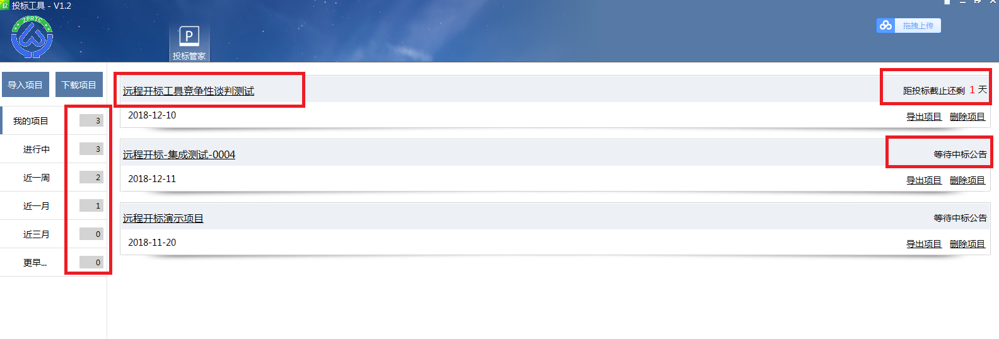 投标工具 - V1.2
ZPRTC
P
投标管家
拖拽上传
导入项目 下载项目
我的项目 3
进行中 3
近一周 2
近一月 1
近三月 0
更早... 0
远程开标工具竞争性谈判测试 距投标截止还剩 1 天
2018-12-10 导出项目 删除项目
远程开标-集成测试-0004 等待中标公告
2018-12-11 导出项目 删除项目
远程开标演示项目 等待中标公告
2018-11-20 导出项目 删除项目